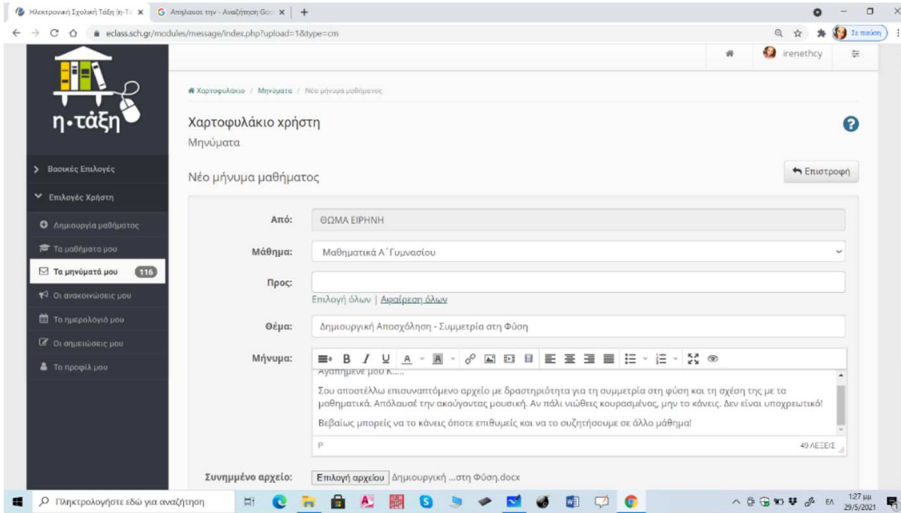 Ηλεκτρονική Σχολική Τάξη (η-Τά
Απηλαυσε την - Αναζήτηση Goo
eclass.sch.gr/modules/message/index.php?upload=1&type=cm
Σε παύση
irenethcy
η·τάξη
Χαρτοφυλάκιο / Μηνύματα / Νέο μήνυμα μαθήματος
Χαρτοφυλάκιο χρήστη
Μηνύματα
Βασικές Επιλογές
Επιστροφή
Νέο μήνυμα μαθήματος
Επιλογές Χρήστη
Δημιουργία μαθήματος
Τα μαθήματα μου
Τα μηνύματά μου 116
Οι ανακοινώσεις μου
Το ημερολόγιό μου
Οι σημειώσεις μου
Το προφίλ μου
Από: ΘΩΜΑ ΕΙΡΗΝΗ
Μάθημα: Μαθηματικά Α΄Γυμνασίου
Προς:
Επιλογή όλων | Αφαίρεση όλων
Θέμα: Δημιουργική Απασχόληση - Συμμετρία στη Φύση
Μήνυμα:
Αγαπημένε μου Κ.....
Σου αποστέλλω επισυναπτόμενο αρχείο με δραστηριότητα για τη συμμετρία στη φύση και τη σχέση της με τα
μαθηματικά. Απόλαυσέ την ακούγοντας μουσική. Αν πάλι νιώθεις κουρασμένος, μην το κάνεις. Δεν είναι υποχρεωτικό!
Βεβαίως μπορείς να το κάνεις όποτε επιθυμείς και να το συζητήσουμε σε άλλο μάθημα!
P 49 ΛΕΞΕΙΣ
Συνημμένο αρχείο: Επιλογή αρχείου Δημιουργική ...στη Φύση.docx
Πληκτρολογήστε εδώ για αναζήτηση
ΕΛ
1:27 μμ
29/5/2021